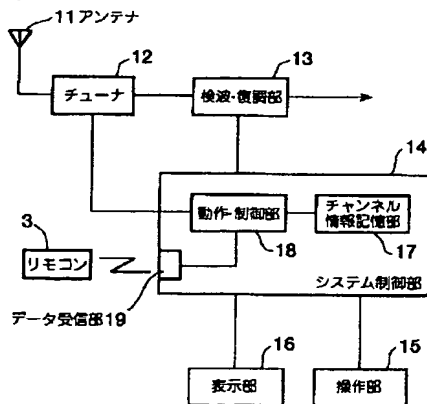 11 アンテナ
12
チューナ
13
検波・復調部
14
動作・制御部
18
チャンネル
情報記憶部
17
3
リモコン
データ受信部 19
システム制御部
16
表示部
15
操作部